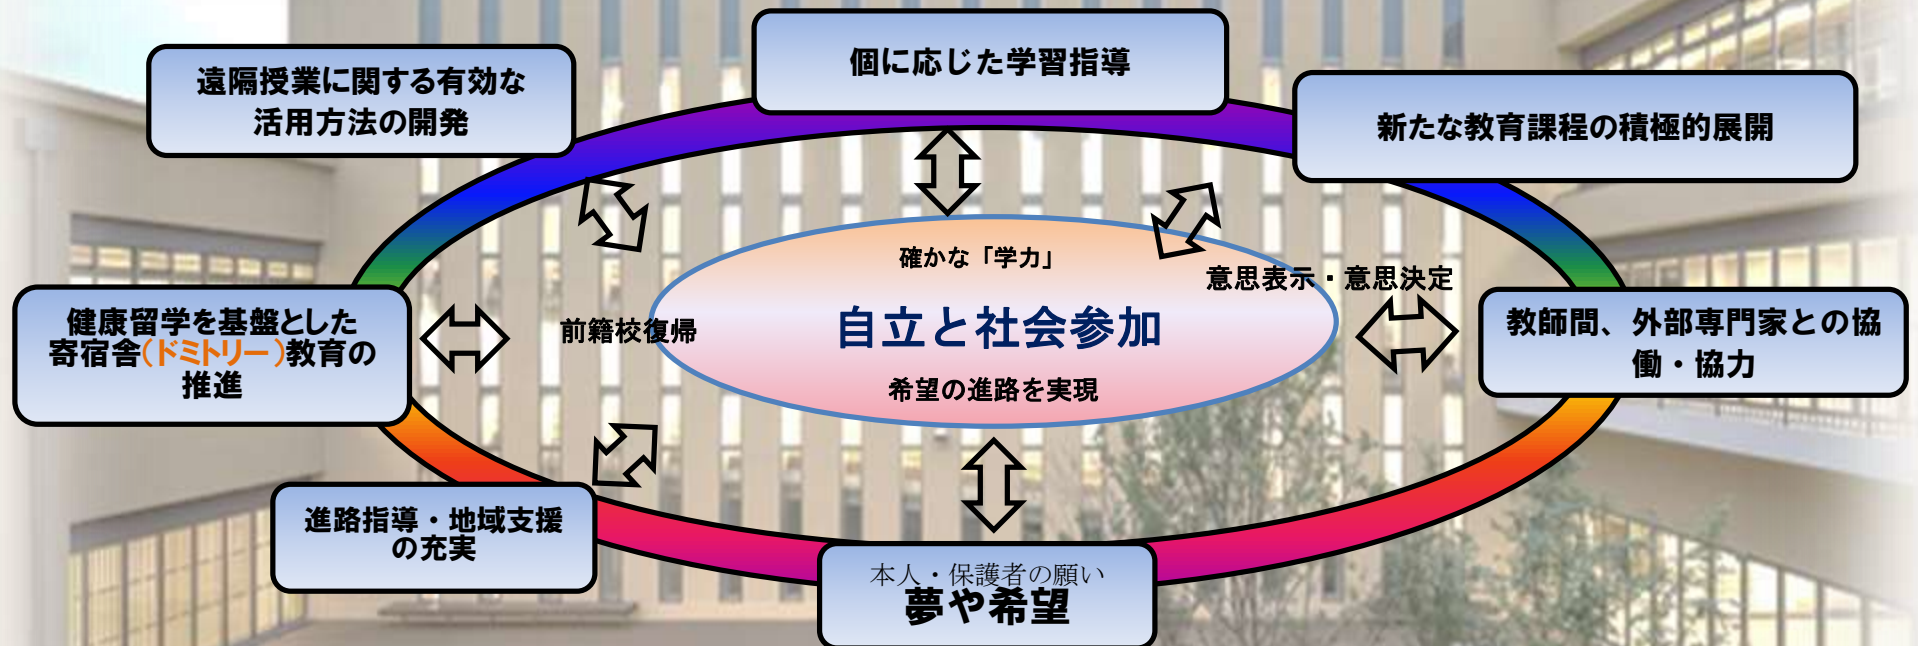 個に応じた学習指導
遠隔授業に関する有効な
活用方法の開発
新たな教育課程の積極的展開
確かな「学力」
意思表示・意思決定
自立と社会参加
前籍校復帰
希望の進路を実現
健康留学を基盤とした
寄宿舎(ドミトリー)教育の
推進
教師間、外部専門家との協
働・協力
進路指導・地域支援
の充実
本人・保護者の願い
夢や希望